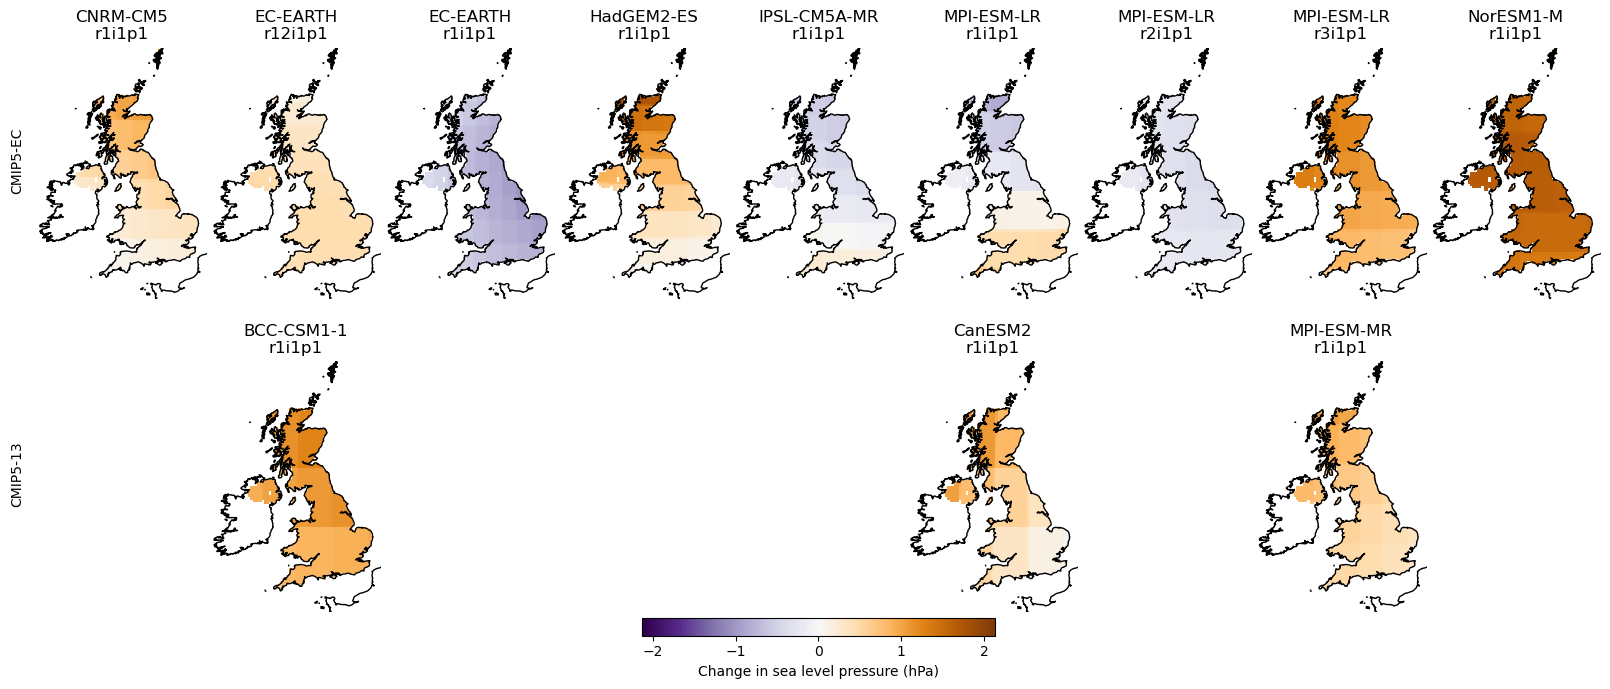 CNRM-CM5
r1i1p1
EC-EARTH
r12i1p1
EC-EARTH
r1i1p1
HadGEM2-ES
r1i1p1
IPSL-CM5A-MR
r1i1p1
MPI-ESM-LR
r1i1p1
MPI-ESM-LR
r2i1p1
MPI-ESM-LR
r3i1p1
NorESM1-M
r1i1p1
CMIP5-EC
BCC-CSM1-1
r1i1p1
CanESM2
r1i1p1
MPI-ESM-MR
r1i1p1
CMIP5-13
−2 −1 0 1 2
Change in sea level pressure (hPa)